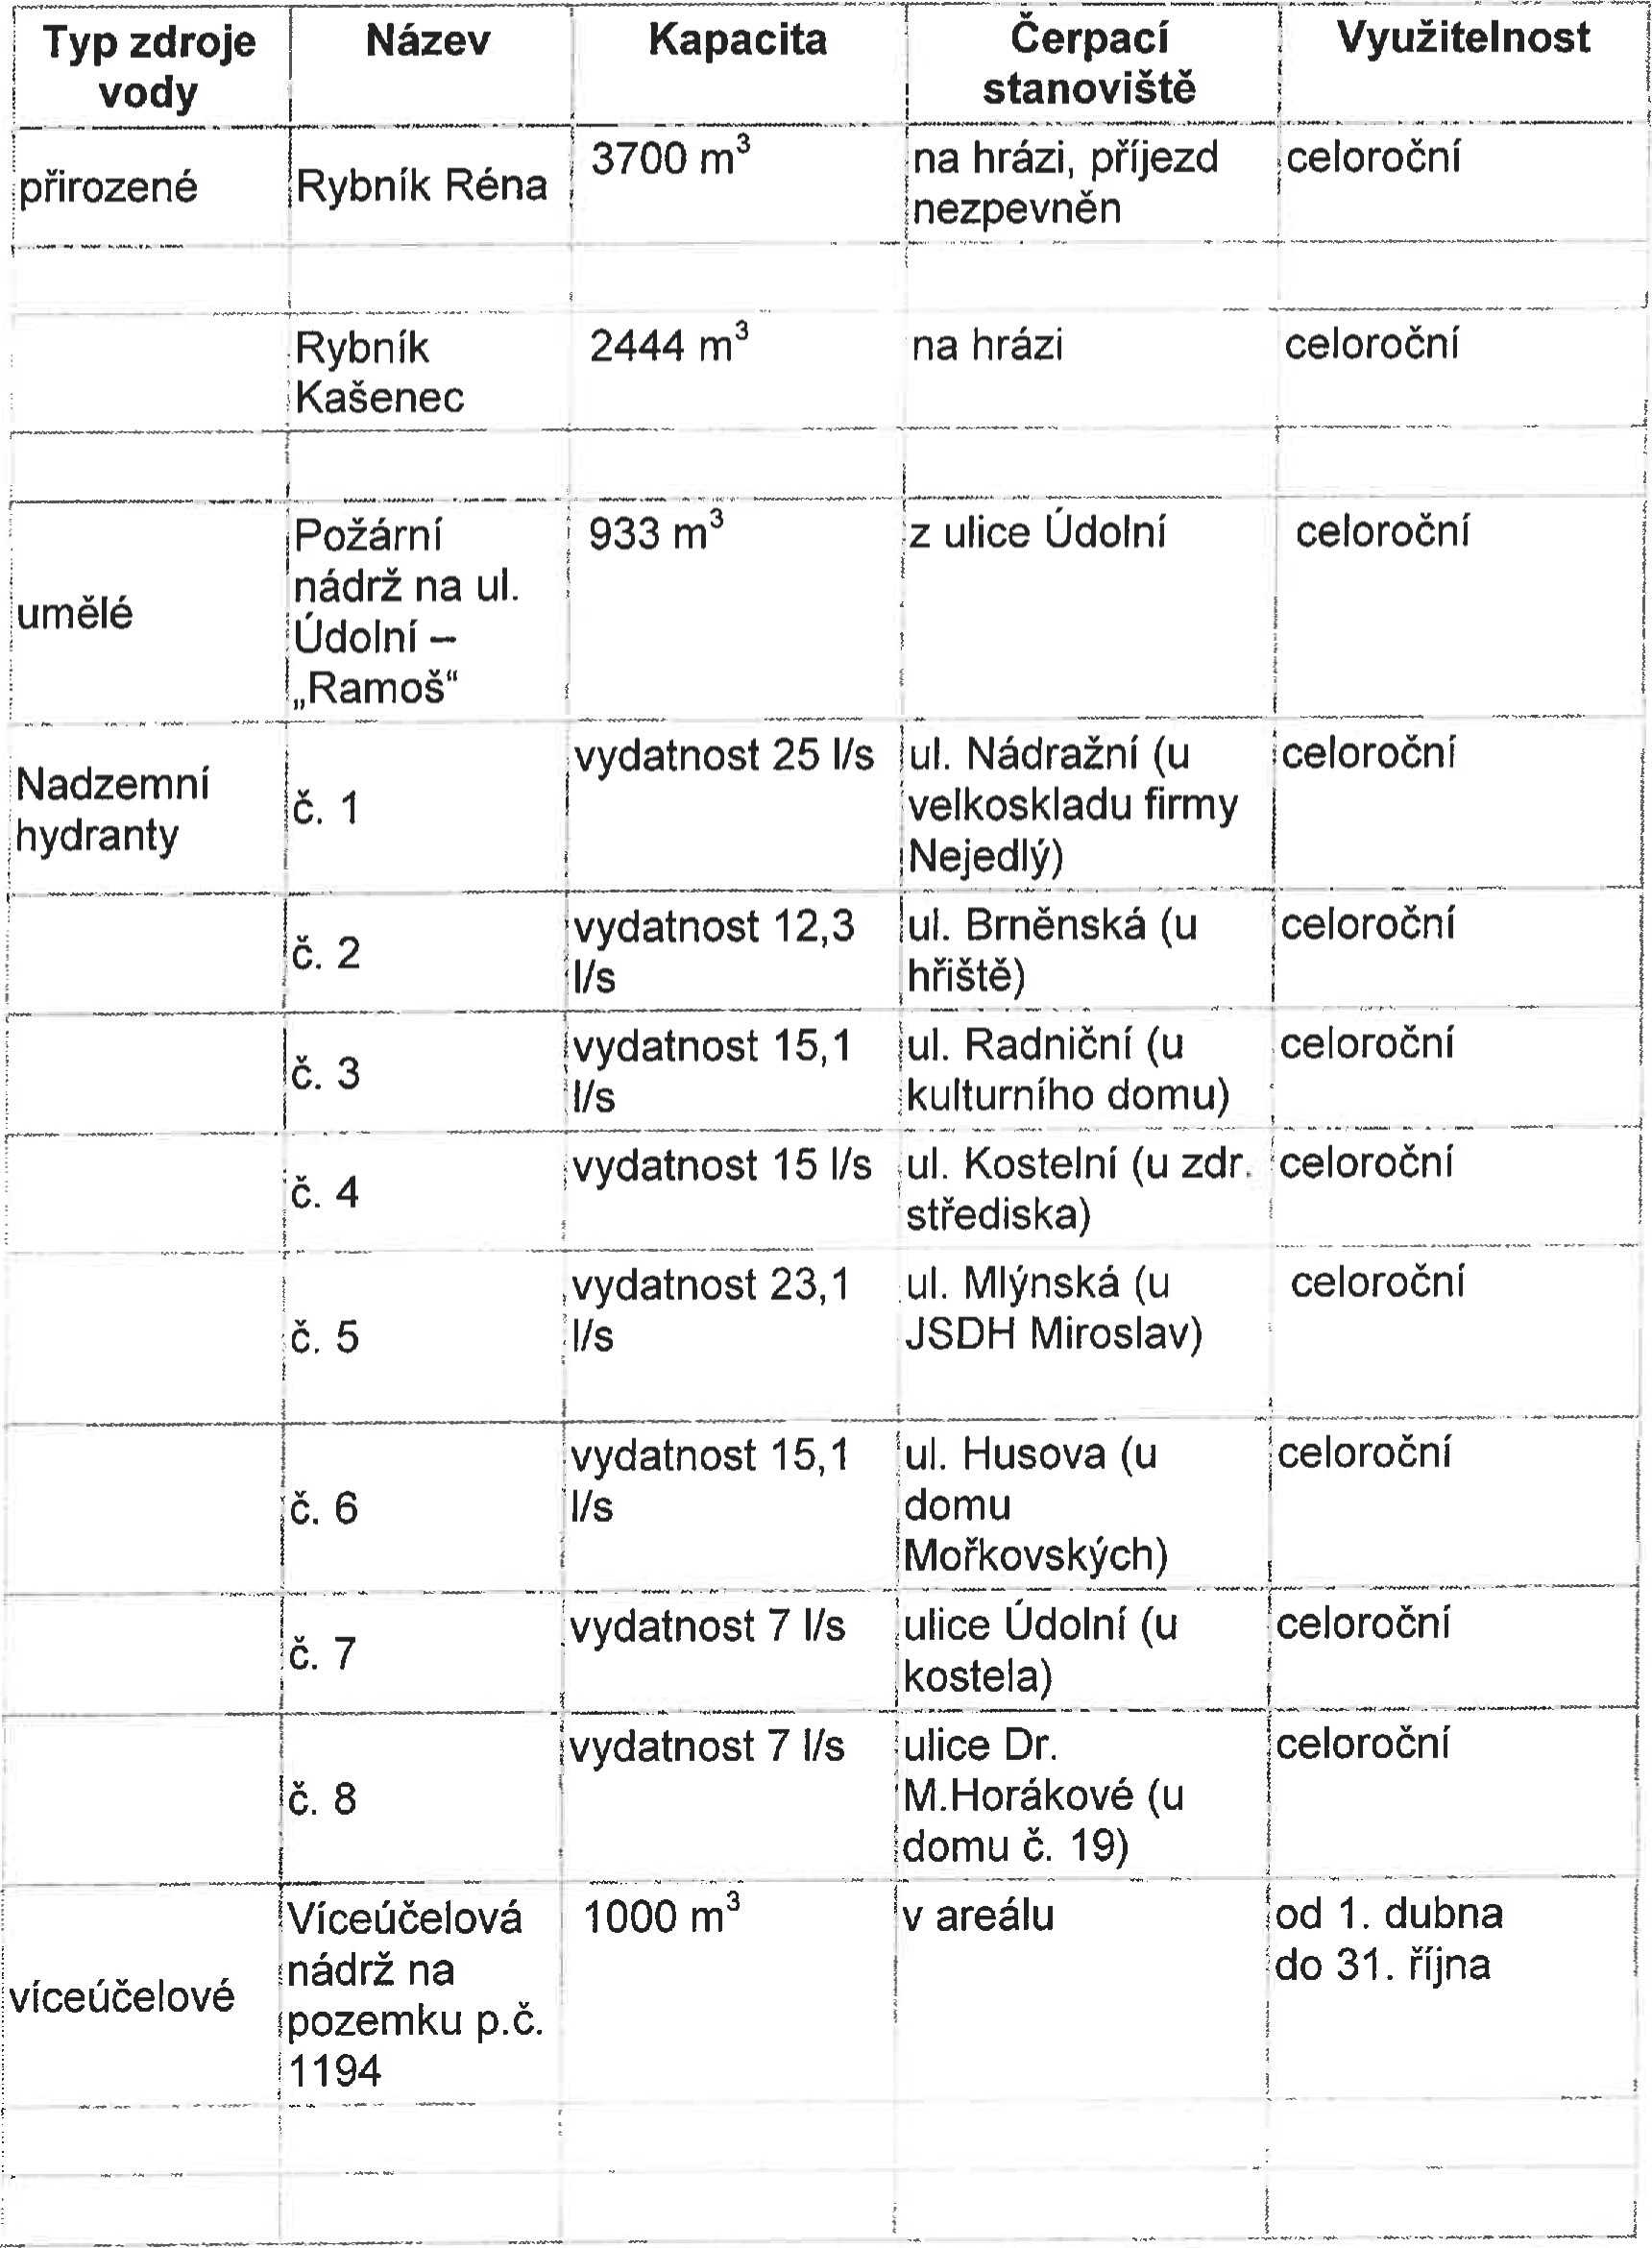 Typ zdroje vody
Název
Kapacita
Čerpací stanoviště
Využitelnost
přirozené
Rybník Réna
3700 m³
na hrázi, příjezd
nezpevněn
celoroční
Rybník
Kašenec
2444 m³
na hrázi
celoroční
umělé
Požární
nádrž na ul.
Údolní –
„Ramoš“
933 m³
z ulice Údolní
celoroční
Nadzemní
hydranty
č. 1
vydatnost 25 l/s
ul. Nádražní (u
velkoskladu firmy
Nejedlý)
celoroční
č. 2
vydatnost 12,3
l/s
ul. Brněnská (u
hřiště)
celoroční
č. 3
vydatnost 15,1
l/s
ul. Radniční (u
kulturního domu)
celoroční
č. 4
vydatnost 15 l/s
ul. Kostelní (u zdr.
střediska)
celoroční
č. 5
vydatnost 23,1
l/s
ul. Mlýnská (u
JSDH Miroslav)
celoroční
č. 6
vydatnost 15,1
l/s
ul. Husova (u
domu
Mořkovských)
celoroční
č. 7
vydatnost 7 l/s
ulice Údolní (u
kostela)
celoroční
č. 8
vydatnost 7 l/s
ulice Dr.
M.Horákové (u
domu č. 19)
celoroční
víceúčelové
Víceúčelová
nádrž na
pozemku p.č.
1194
1000 m³
v areálu
od 1. dubna
do 31. října